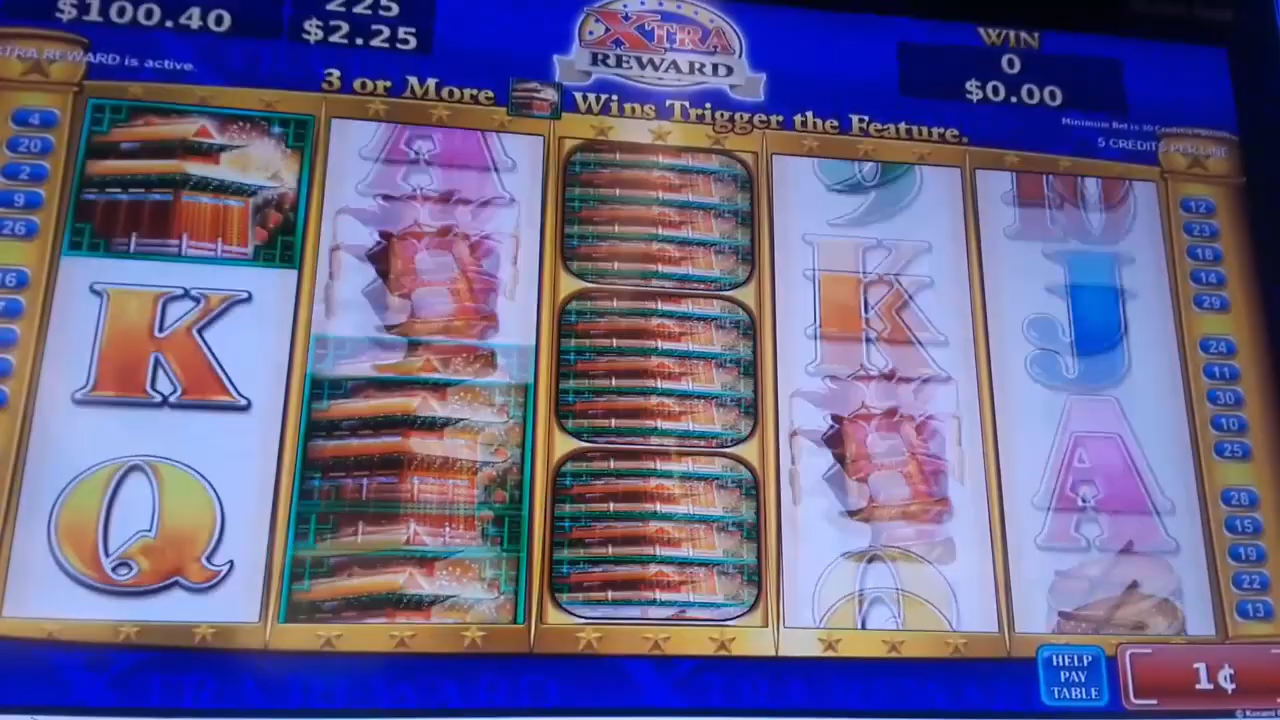 $100.40
225
$2.25
XTRA
REWARD
WIN
0
$0.00
XTRA REWARD is active.
3 or More Wins Trigger the Feature.
5 CREDITS PER LINE
4
20
2
9
26
16
12
23
18
14
29
24
11
30
10
25
28
15
19
22
13
K
Q
A
9
K
Q
10
J
A
HELP
PAY
TABLE
1¢